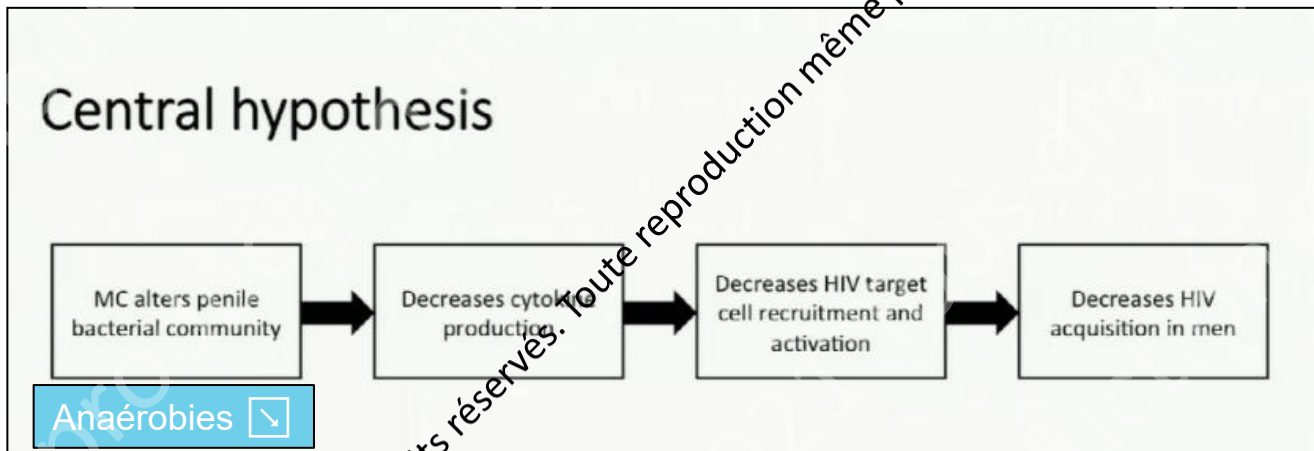 Central hypothesis
MC alters penile
bacterial community
Decreases cytokine
production
Decreases HIV target
cell recruitment and
activation
Decreases HIV
acquisition in men
Anaérobies ↘
réservés. Toute reproduction même